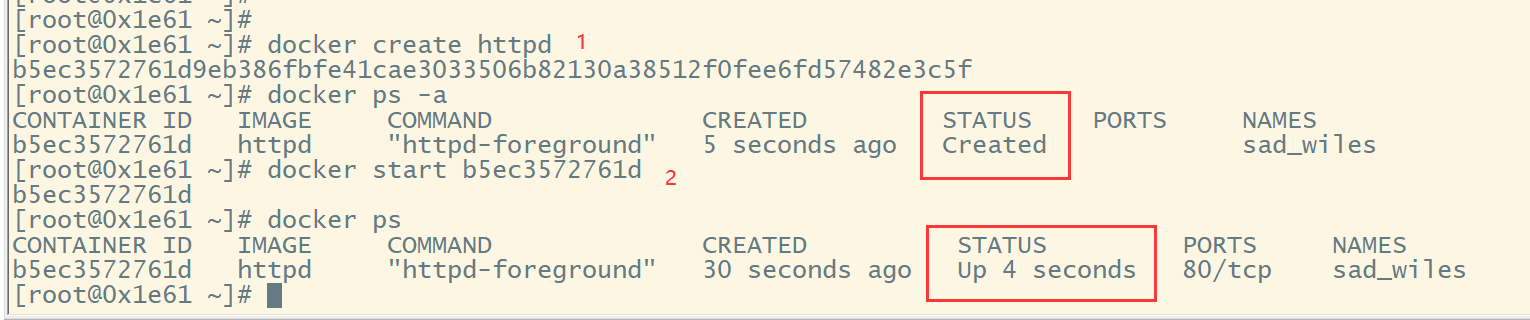 [root@0x1e61 ~]#
[root@0x1e61 ~]#
[root@0x1e61 ~]# docker create httpd 1
b5ec3572761d9eb386fbfe41cae3033506b82130a38512f0fee6fd57482e3c5f
[root@0x1e61 ~]# docker ps -a
CONTAINER ID IMAGE COMMAND CREATED STATUS PORTS NAMES
b5ec3572761d httpd "httpd-foreground" 5 seconds ago Created sad_wiles
[root@0x1e61 ~]# docker start b5ec3572761d 2
b5ec3572761d
[root@0x1e61 ~]# docker ps
CONTAINER ID IMAGE COMMAND CREATED STATUS PORTS NAMES
b5ec3572761d httpd "httpd-foreground" 30 seconds ago Up 4 seconds 80/tcp sad_wiles
[root@0x1e61 ~]#